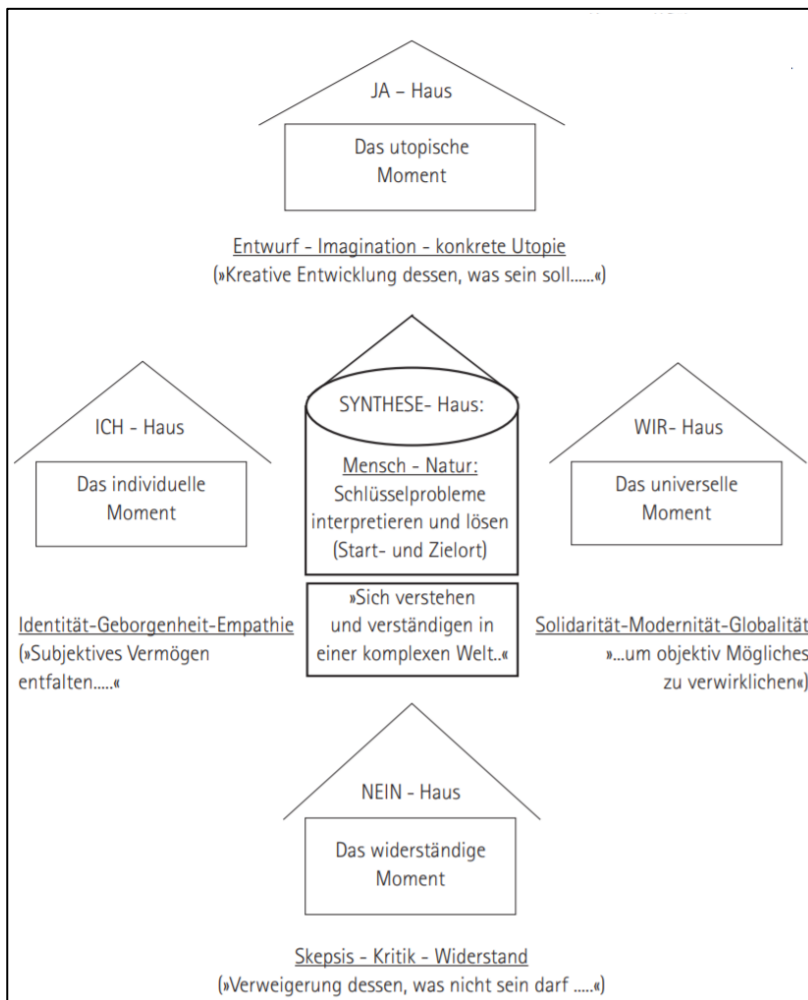 JA – Haus
Das utopische
Moment
Entwurf - Imagination - konkrete Utopie
(»Kreative Entwicklung dessen, was sein soll......«)
ICH - Haus
Das individuelle
Moment
Identität-Geborgenheit-Empathie
(»Subjektives Vermögen
entfalten.....«
SYNTHESE- Haus:
Mensch - Natur:
Schlüsselprobleme
interpretieren und lösen
(Start- und Zielort)
»Sich verstehen
und verständigen in
einer komplexen Welt..«
WIR- Haus
Das universelle
Moment
Solidarität-Modernität-Globalität
»...um objektiv Mögliches
zu verwirklichen«)
NEIN - Haus
Das widerständige
Moment
Skepsis - Kritik - Widerstand
(»Verweigerung dessen, was nicht sein darf .....«)